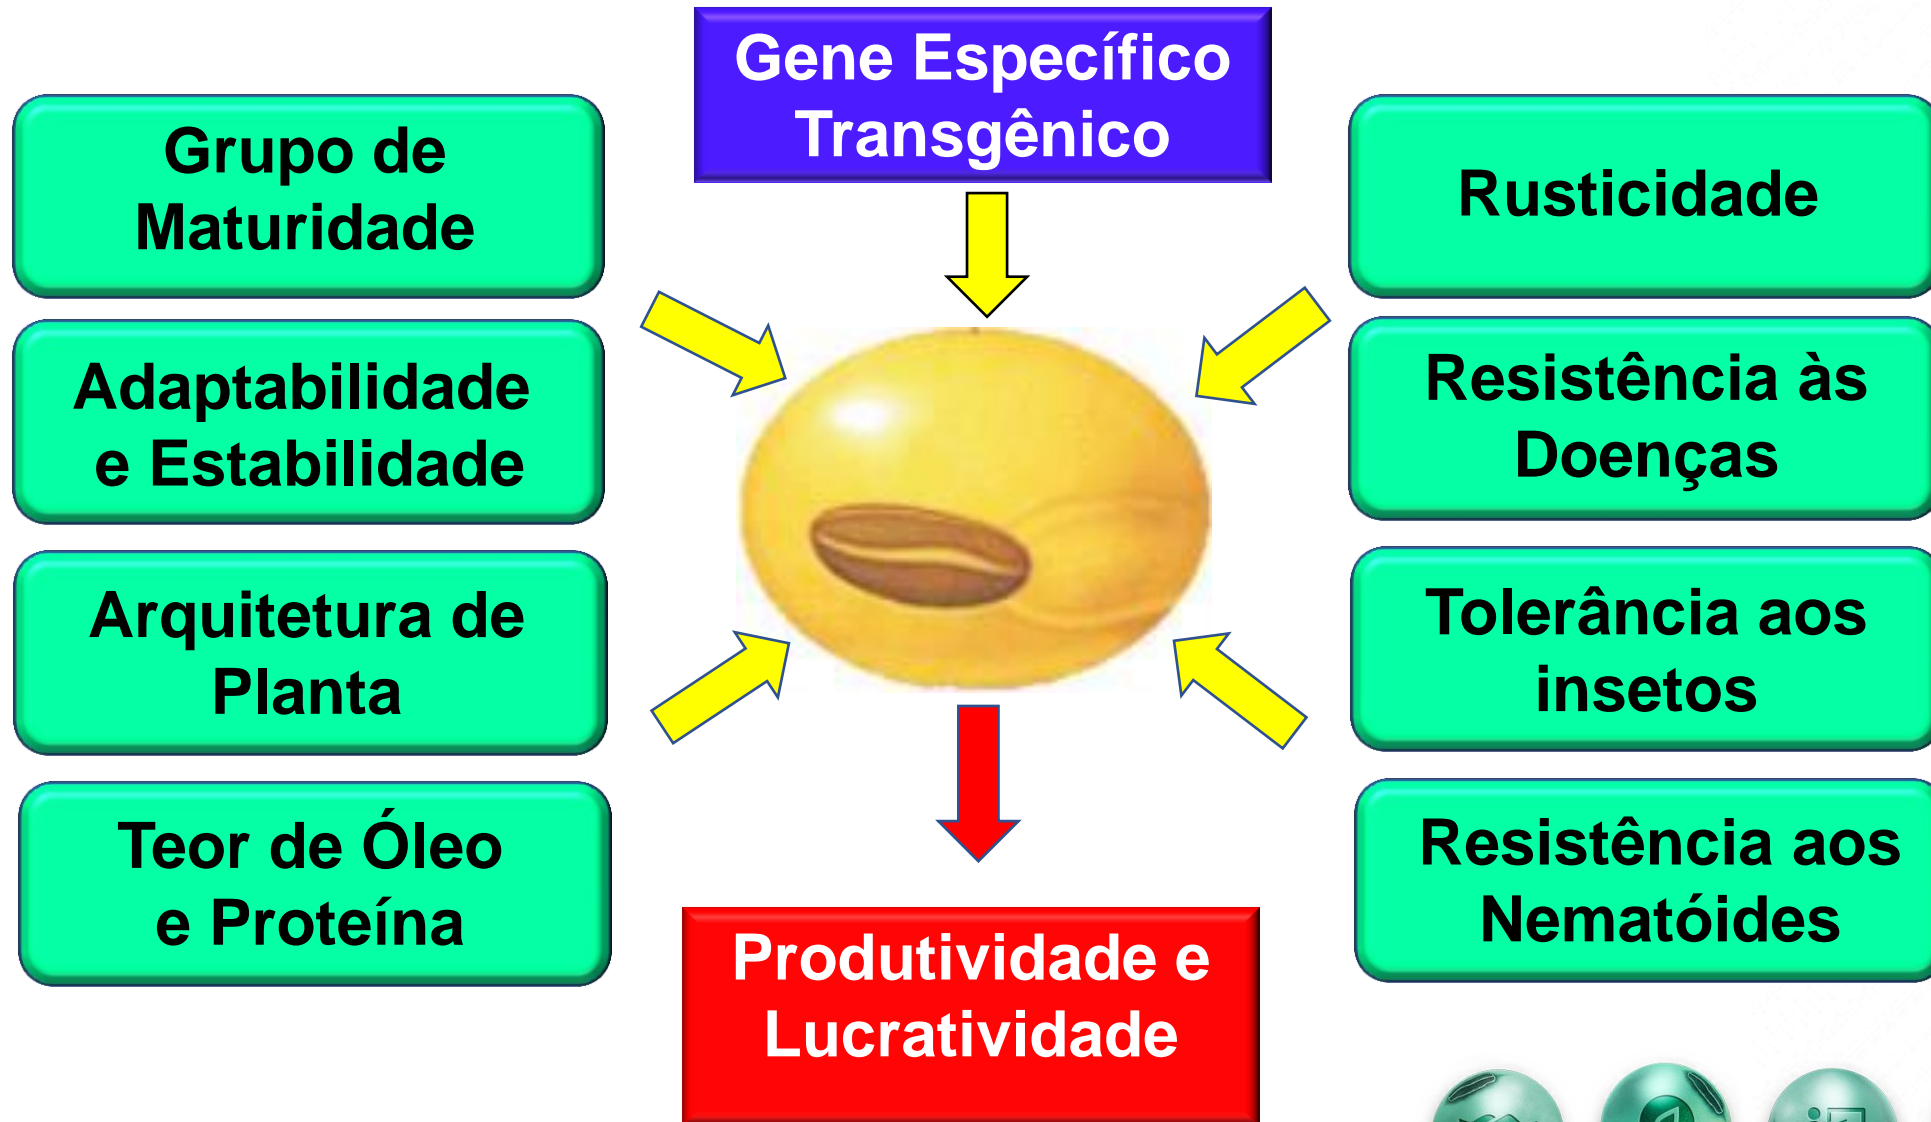 Gene Específico
Transgênico
Grupo de
Maturidade
Adaptabilidade
e Estabilidade
Arquitetura de
Planta
Teor de Óleo
e Proteína
Rusticidade
Resistência às
Doenças
Tolerância aos
insetos
Resistência aos
Nematóides
Produtividade e
Lucratividade